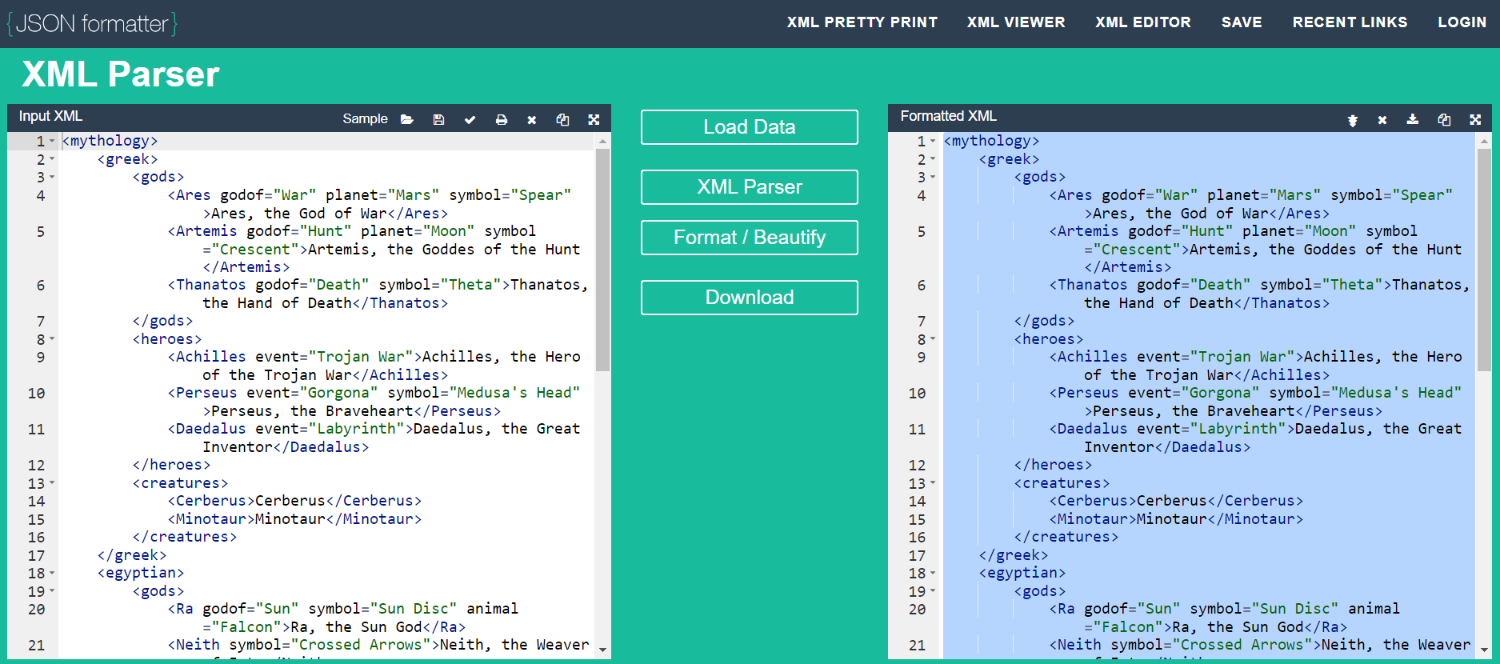 {JSON formatter}
XML PRETTY PRINT XML VIEWER XML EDITOR SAVE RECENT LINKS LOGIN
XML Parser
Input XML Sample
1 <mythology>
2 <greek>
3 <gods>
4 <Ares godof="War" planet="Mars" symbol="Spear"
>Ares, the God of War</Ares>
5 <Artemis godof="Hunt" planet="Moon" symbol
="Crescent">Artemis, the Goddes of the Hunt
</Artemis>
6 <Thanatos godof="Death" symbol="Theta">Thanatos,
the Hand of Death</Thanatos>
7 </gods>
8 <heroes>
9 <Achilles event="Trojan War">Achilles, the Hero
of the Trojan War</Achilles>
10 <Perseus event="Gorgona" symbol="Medusa's Head"
>Perseus, the Braveheart</Perseus>
11 <Daedalus event="Labyrinth">Daedalus, the Great
Inventor</Daedalus>
12 </heroes>
13 <creatures>
14 <Cerberus>Cerberus</Cerberus>
15 <Minotaur>Minotaur</Minotaur>
16 </creatures>
17 </greek>
18 <egyptian>
19 <gods>
20 <Ra godof="Sun" symbol="Sun Disc" animal
="Falcon">Ra, the Sun God</Ra>
21 <Neith symbol="Crossed Arrows">Neith, the Weaver
Load Data
XML Parser
Format / Beautify
Download
Formatted XML
1 <mythology>
2 <greek>
3 <gods>
4 <Ares godof="War" planet="Mars" symbol="Spear"
>Ares, the God of War</Ares>
5 <Artemis godof="Hunt" planet="Moon" symbol
="Crescent">Artemis, the Goddes of the Hunt
</Artemis>
6 <Thanatos godof="Death" symbol="Theta">Thanatos,
the Hand of Death</Thanatos>
7 </gods>
8 <heroes>
9 <Achilles event="Trojan War">Achilles, the Hero
of the Trojan War</Achilles>
10 <Perseus event="Gorgona" symbol="Medusa's Head"
>Perseus, the Braveheart</Perseus>
11 <Daedalus event="Labyrinth">Daedalus, the Great
Inventor</Daedalus>
12 </heroes>
13 <creatures>
14 <Cerberus>Cerberus</Cerberus>
15 <Minotaur>Minotaur</Minotaur>
16 </creatures>
17 </greek>
18 <egyptian>
19 <gods>
20 <Ra godof="Sun" symbol="Sun Disc" animal
="Falcon">Ra, the Sun God</Ra>
21 <Neith symbol="Crossed Arrows">Neith, the Weaver